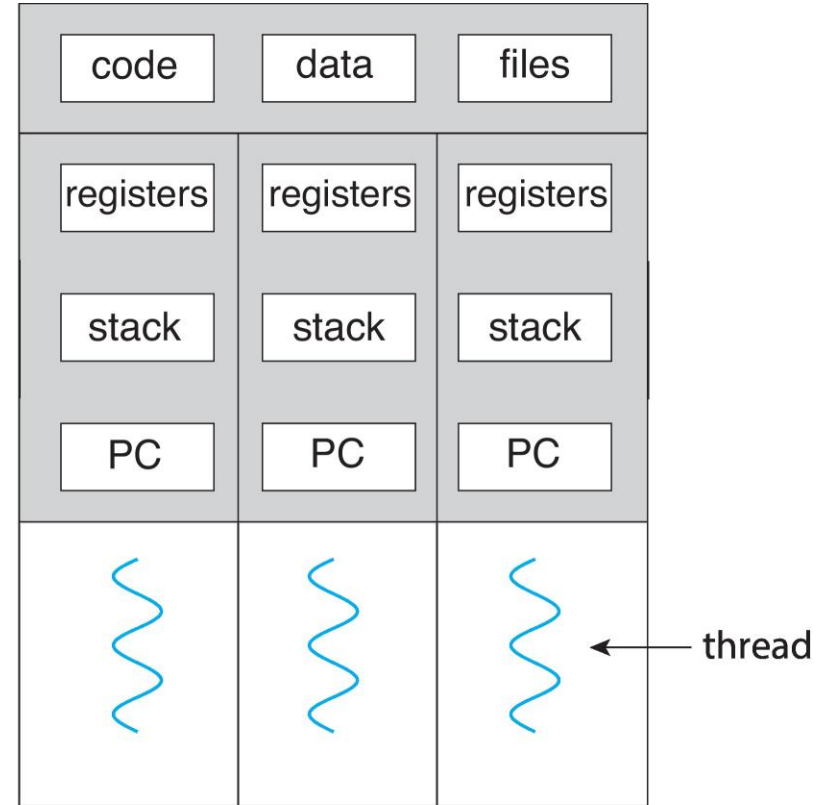 code data files
registers registers registers
stack stack stack
PC PC PC
thread